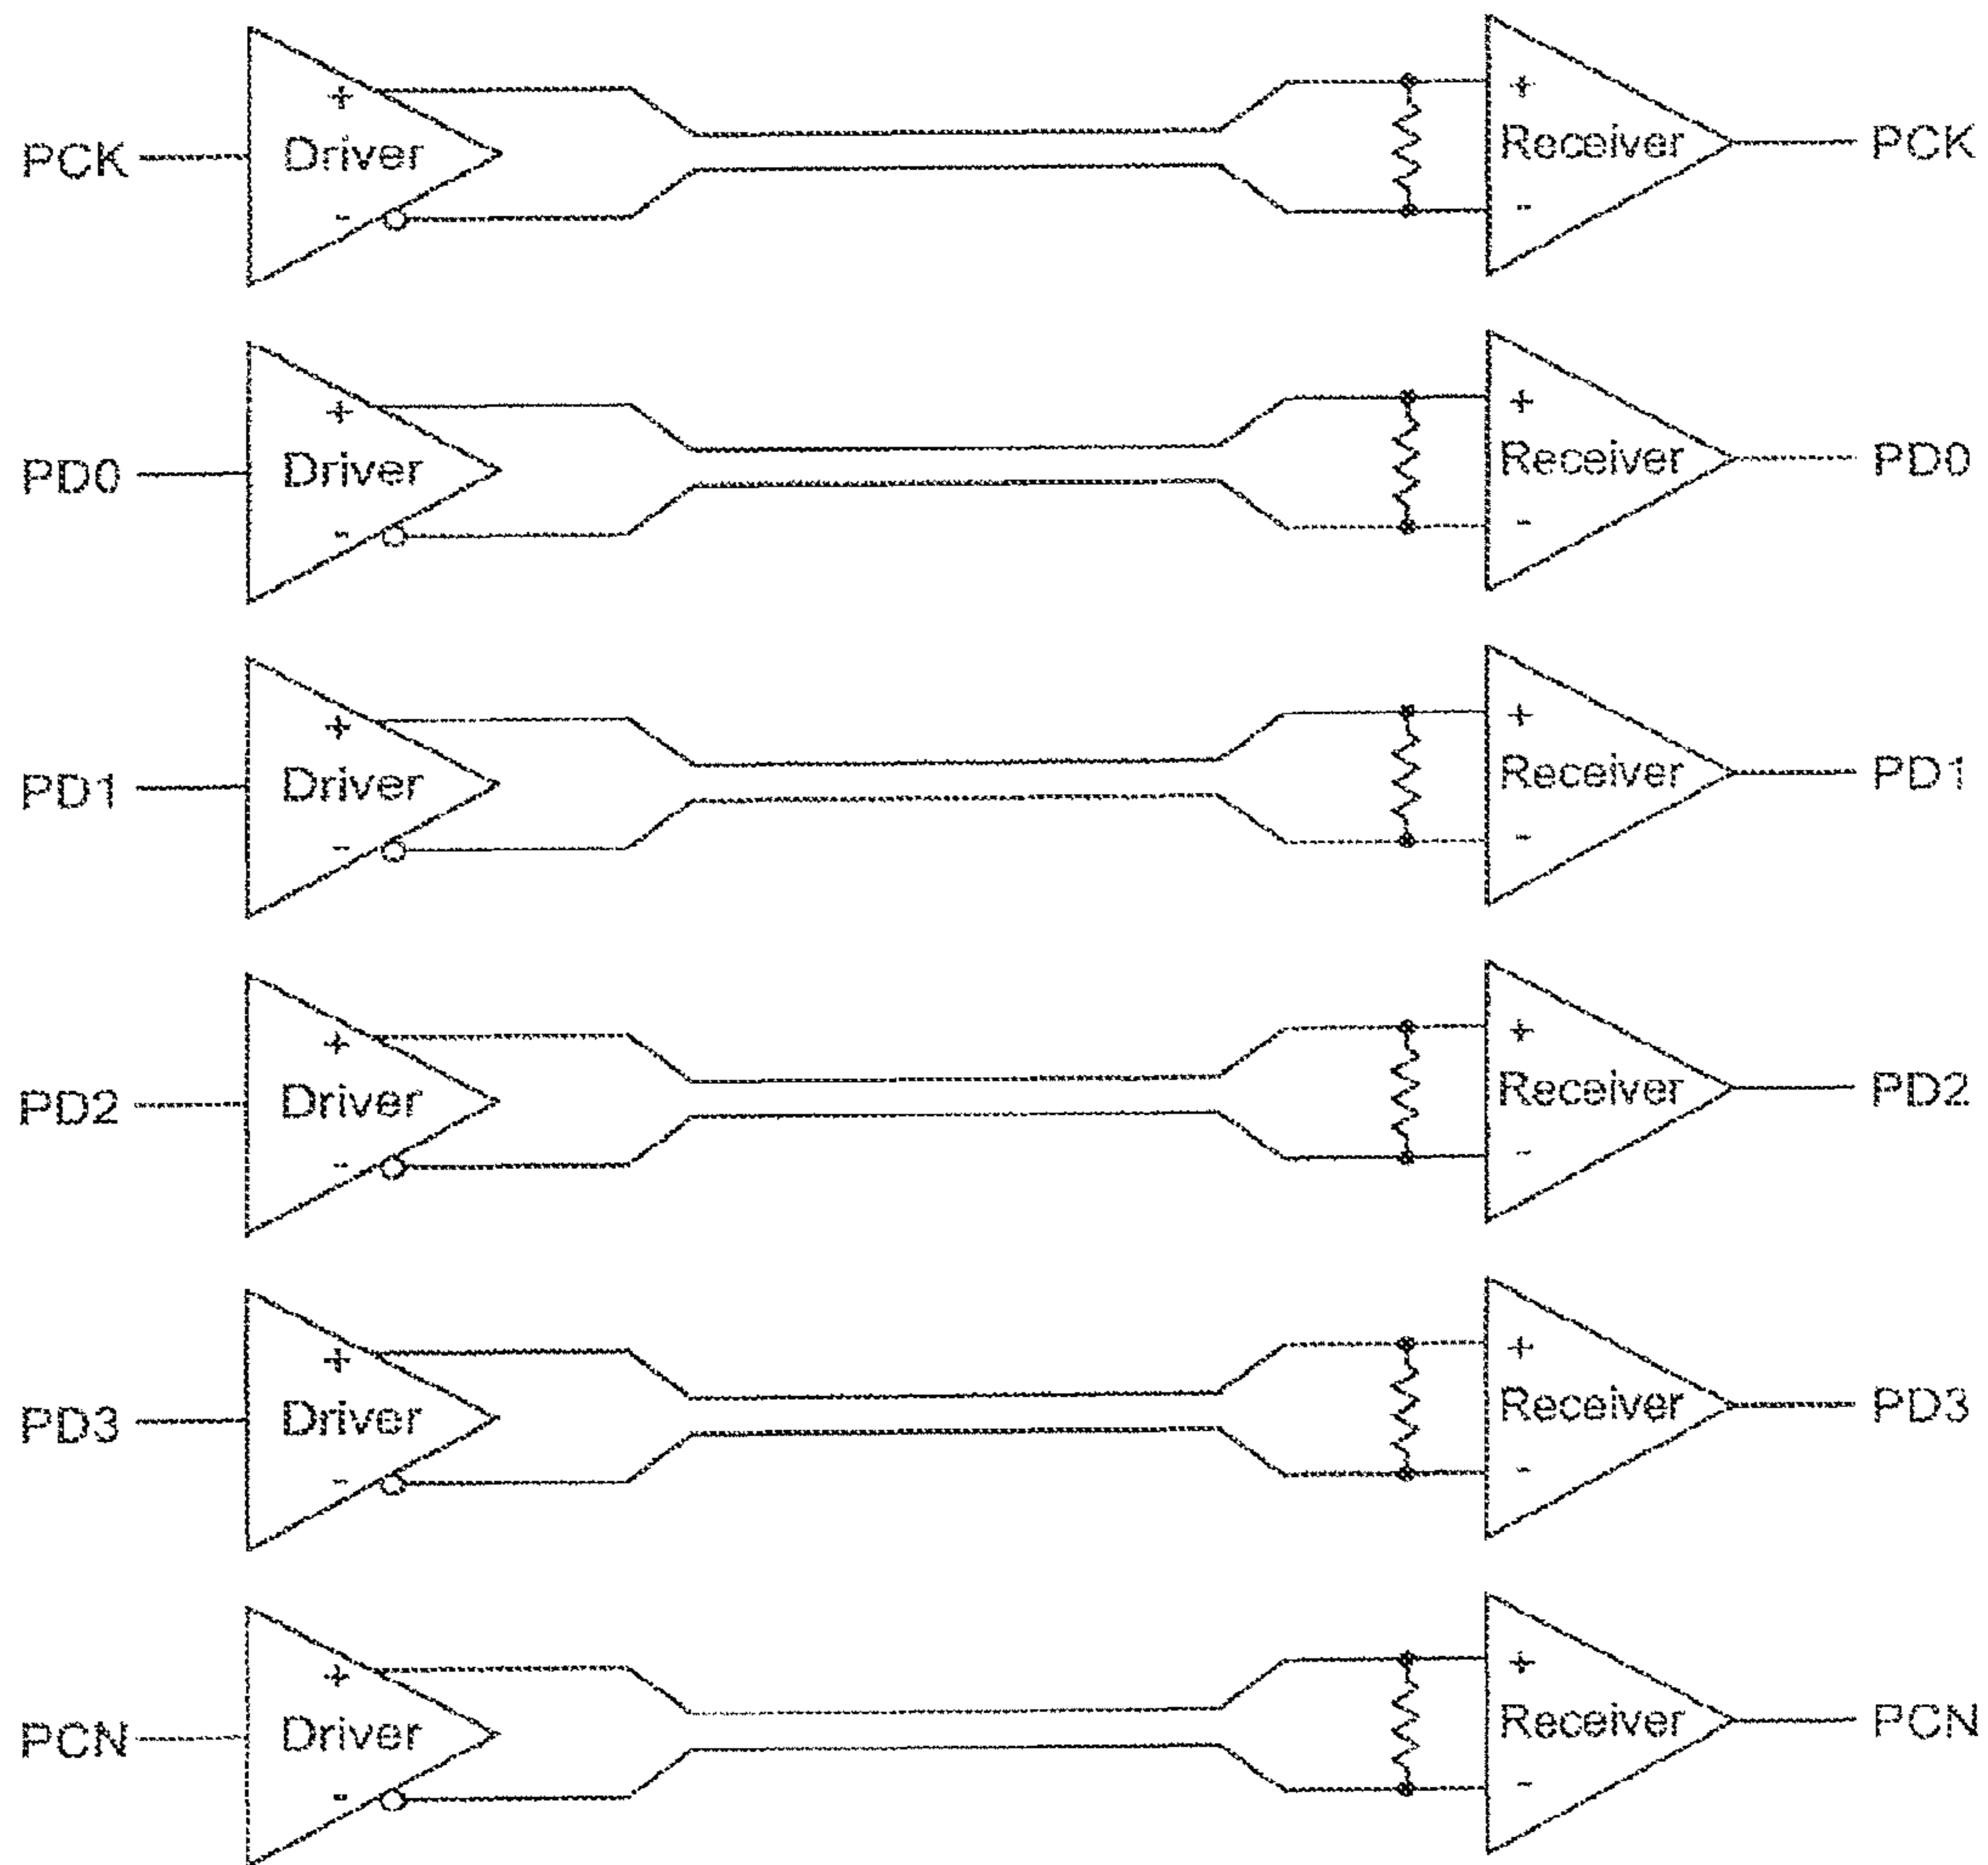 + +
PCK Driver Receiver PCK
- -
+ +
PD0 Driver Receiver PD0
- -
+ +
PD1 Driver Receiver PD1
- -
+ +
PD2 Driver Receiver PD2
- -
+ +
PD3 Driver Receiver PD3
- -
+ +
PCN Driver Receiver PCN
- -